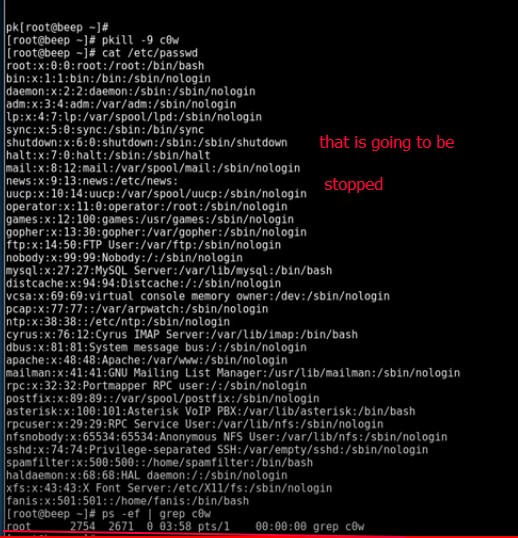 pk[root@beep ~]#
[root@beep ~]# pkill -9 c0w
[root@beep ~]# cat /etc/passwd
root:x:0:0:root:/root:/bin/bash
bin:x:1:1:bin:/bin:/sbin/nologin
daemon:x:2:2:daemon:/sbin:/sbin/nologin
adm:x:3:4:adm:/var/adm:/sbin/nologin
lp:x:4:7:lp:/var/spool/lpd:/sbin/nologin
sync:x:5:0:sync:/sbin:/bin/sync
shutdown:x:6:0:shutdown:/sbin:/sbin/shutdown
that is going to be
halt:x:7:0:halt:/sbin:/sbin/halt
mail:x:8:12:mail:/var/spool/mail:/sbin/nologin
news:x:9:13:news:/etc/news:
stopped
uucp:x:10:14:uucp:/var/spool/uucp:/sbin/nologin
operator:x:11:0:operator:/root:/sbin/nologin
games:x:12:100:games:/usr/games:/sbin/nologin
gopher:x:13:30:gopher:/var/gopher:/sbin/nologin
ftp:x:14:50:FTP User:/var/ftp:/sbin/nologin
nobody:x:99:99:Nobody:/:/sbin/nologin
mysql:x:27:27:MySQL Server:/var/lib/mysql:/bin/bash
distcache:x:94:94:Distcache:/:/sbin/nologin
vcsa:x:69:69:virtual console memory owner:/dev:/sbin/nologin
pcap:x:77:77::/var/arpwatch:/sbin/nologin
ntp:x:38:38::/etc/ntp:/sbin/nologin
cyrus:x:76:12:Cyrus IMAP Server:/var/lib/imap:/bin/bash
dbus:x:81:81:System message bus:/:/sbin/nologin
apache:x:48:48:Apache:/var/www:/sbin/nologin
mailman:x:41:41:GNU Mailing List Manager:/usr/lib/mailman:/sbin/nologin
rpc:x:32:32:Portmapper RPC user:/:/sbin/nologin
postfix:x:89:89::/var/spool/postfix:/sbin/nologin
asterisk:x:100:101:Asterisk VoIP PBX:/var/lib/asterisk:/bin/bash
rpcuser:x:29:29:RPC Service User:/var/lib/nfs:/sbin/nologin
nfsnobody:x:65534:65534:Anonymous NFS User:/var/lib/nfs:/sbin/nologin
sshd:x:74:74:Privilege-separated SSH:/var/empty/sshd:/sbin/nologin
spamfilter:x:500:500::/home/spamfilter:/bin/bash
haldaemon:x:68:68:HAL daemon:/:/sbin/nologin
xfs:x:43:43:X Font Server:/etc/X11/fs:/sbin/nologin
fanis:x:501:501::/home/fanis:/bin/bash
[root@beep ~]# ps -ef | grep c0w
root 2754 2671 0 03:58 pts/1 00:00:00 grep c0w